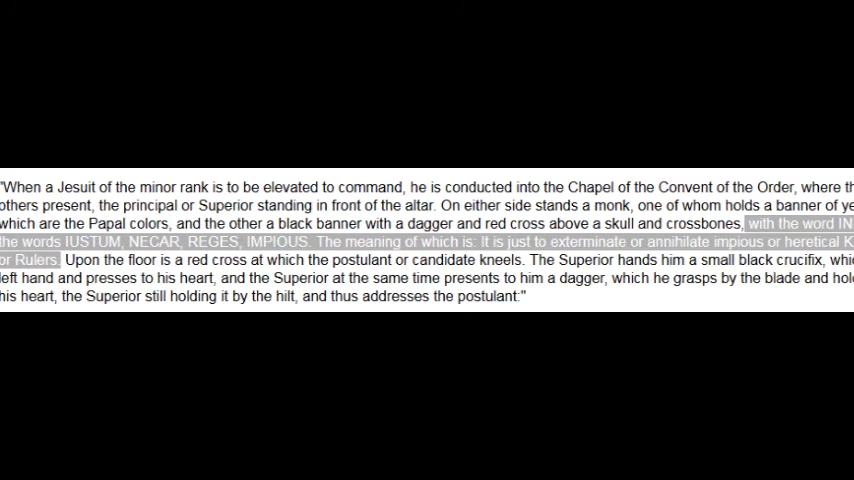 "When a Jesuit of the minor rank is to be elevated to command, he is conducted into the Chapel of the Convent of the Order, where
others present, the principal or Superior standing in front of the altar. On either side stands a monk, one of whom holds a banner of
which are the Papal colors, and the other a black banner with a dagger and red cross above a skull and crossbones, with the word
the words IUSTUM, NECAR, REGES, IMPIOUS. The meaning of which is: It is just to exterminate or annihilate impious or heretical
or Rulers. Upon the floor is a red cross at which the postulant or candidate kneels. The Superior hands him a small black crucifix,
left hand and presses to his heart, and the Superior at the same time presents to him a dagger, which he grasps by the blade and
his heart, the Superior still holding it by the hilt, and thus addresses the postulant:"